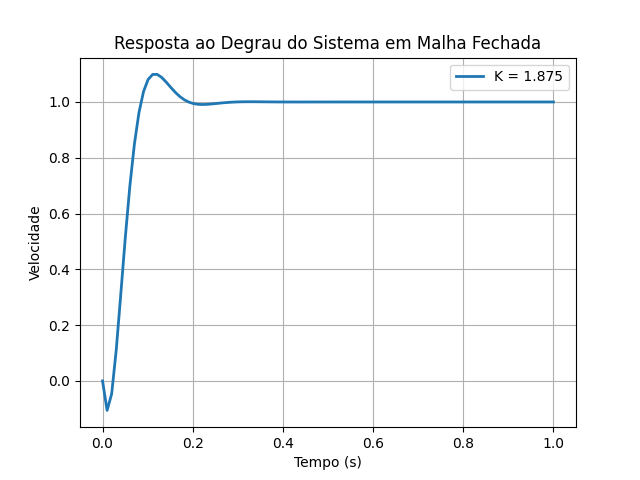 Resposta ao Degrau do Sistema em Malha Fechada
K = 1.875
1.0
0.8
0.6
0.4
0.2
0.0
Velocidade
0.0 0.2 0.4 0.6 0.8 1.0
Tempo (s)